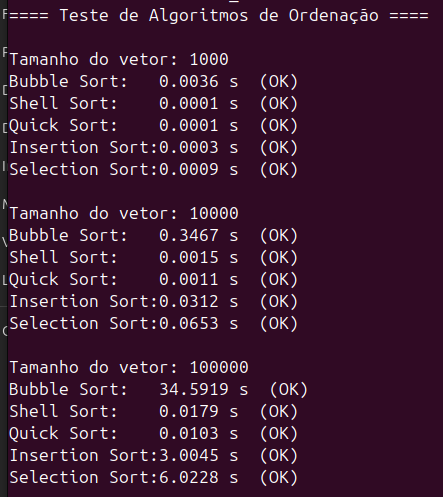 ==== Teste de Algoritmos de Ordenação ====
Tamanho do vetor: 1000
Bubble Sort:   0.0036 s  (OK)
Shell Sort:    0.0001 s  (OK)
Quick Sort:    0.0001 s  (OK)
Insertion Sort:0.0003 s  (OK)
Selection Sort:0.0009 s  (OK)
Tamanho do vetor: 10000
Bubble Sort:   0.3467 s  (OK)
Shell Sort:    0.0015 s  (OK)
Quick Sort:    0.0011 s  (OK)
Insertion Sort:0.0312 s  (OK)
Selection Sort:0.0653 s  (OK)
Tamanho do vetor: 100000
Bubble Sort:   34.5919 s  (OK)
Shell Sort:    0.0179 s  (OK)
Quick Sort:    0.0103 s  (OK)
Insertion Sort:3.0045 s  (OK)
Selection Sort:6.0228 s  (OK)